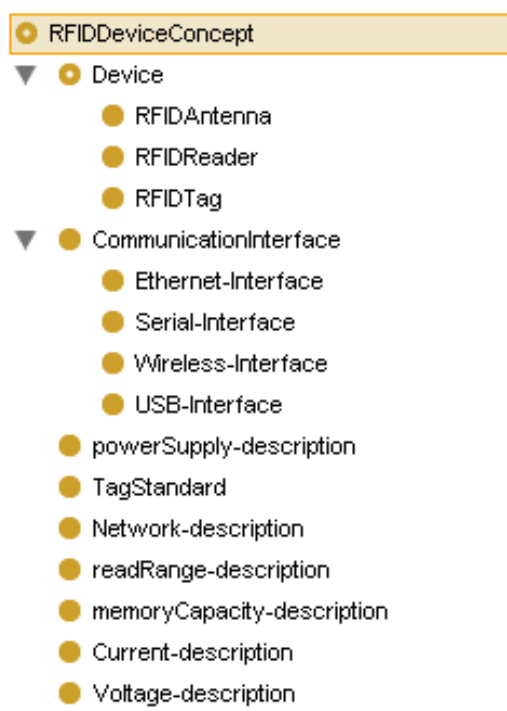 RFIDDeviceConcept
Device
RFIDAntenna
RFIDReader
RFIDTag
CommunicationInterface
Ethernet-Interface
Serial-Interface
Wireless-Interface
USB-Interface
powerSupply-description
TagStandard
Network-description
readRange-description
memoryCapacity-description
Current-description
Voltage-description